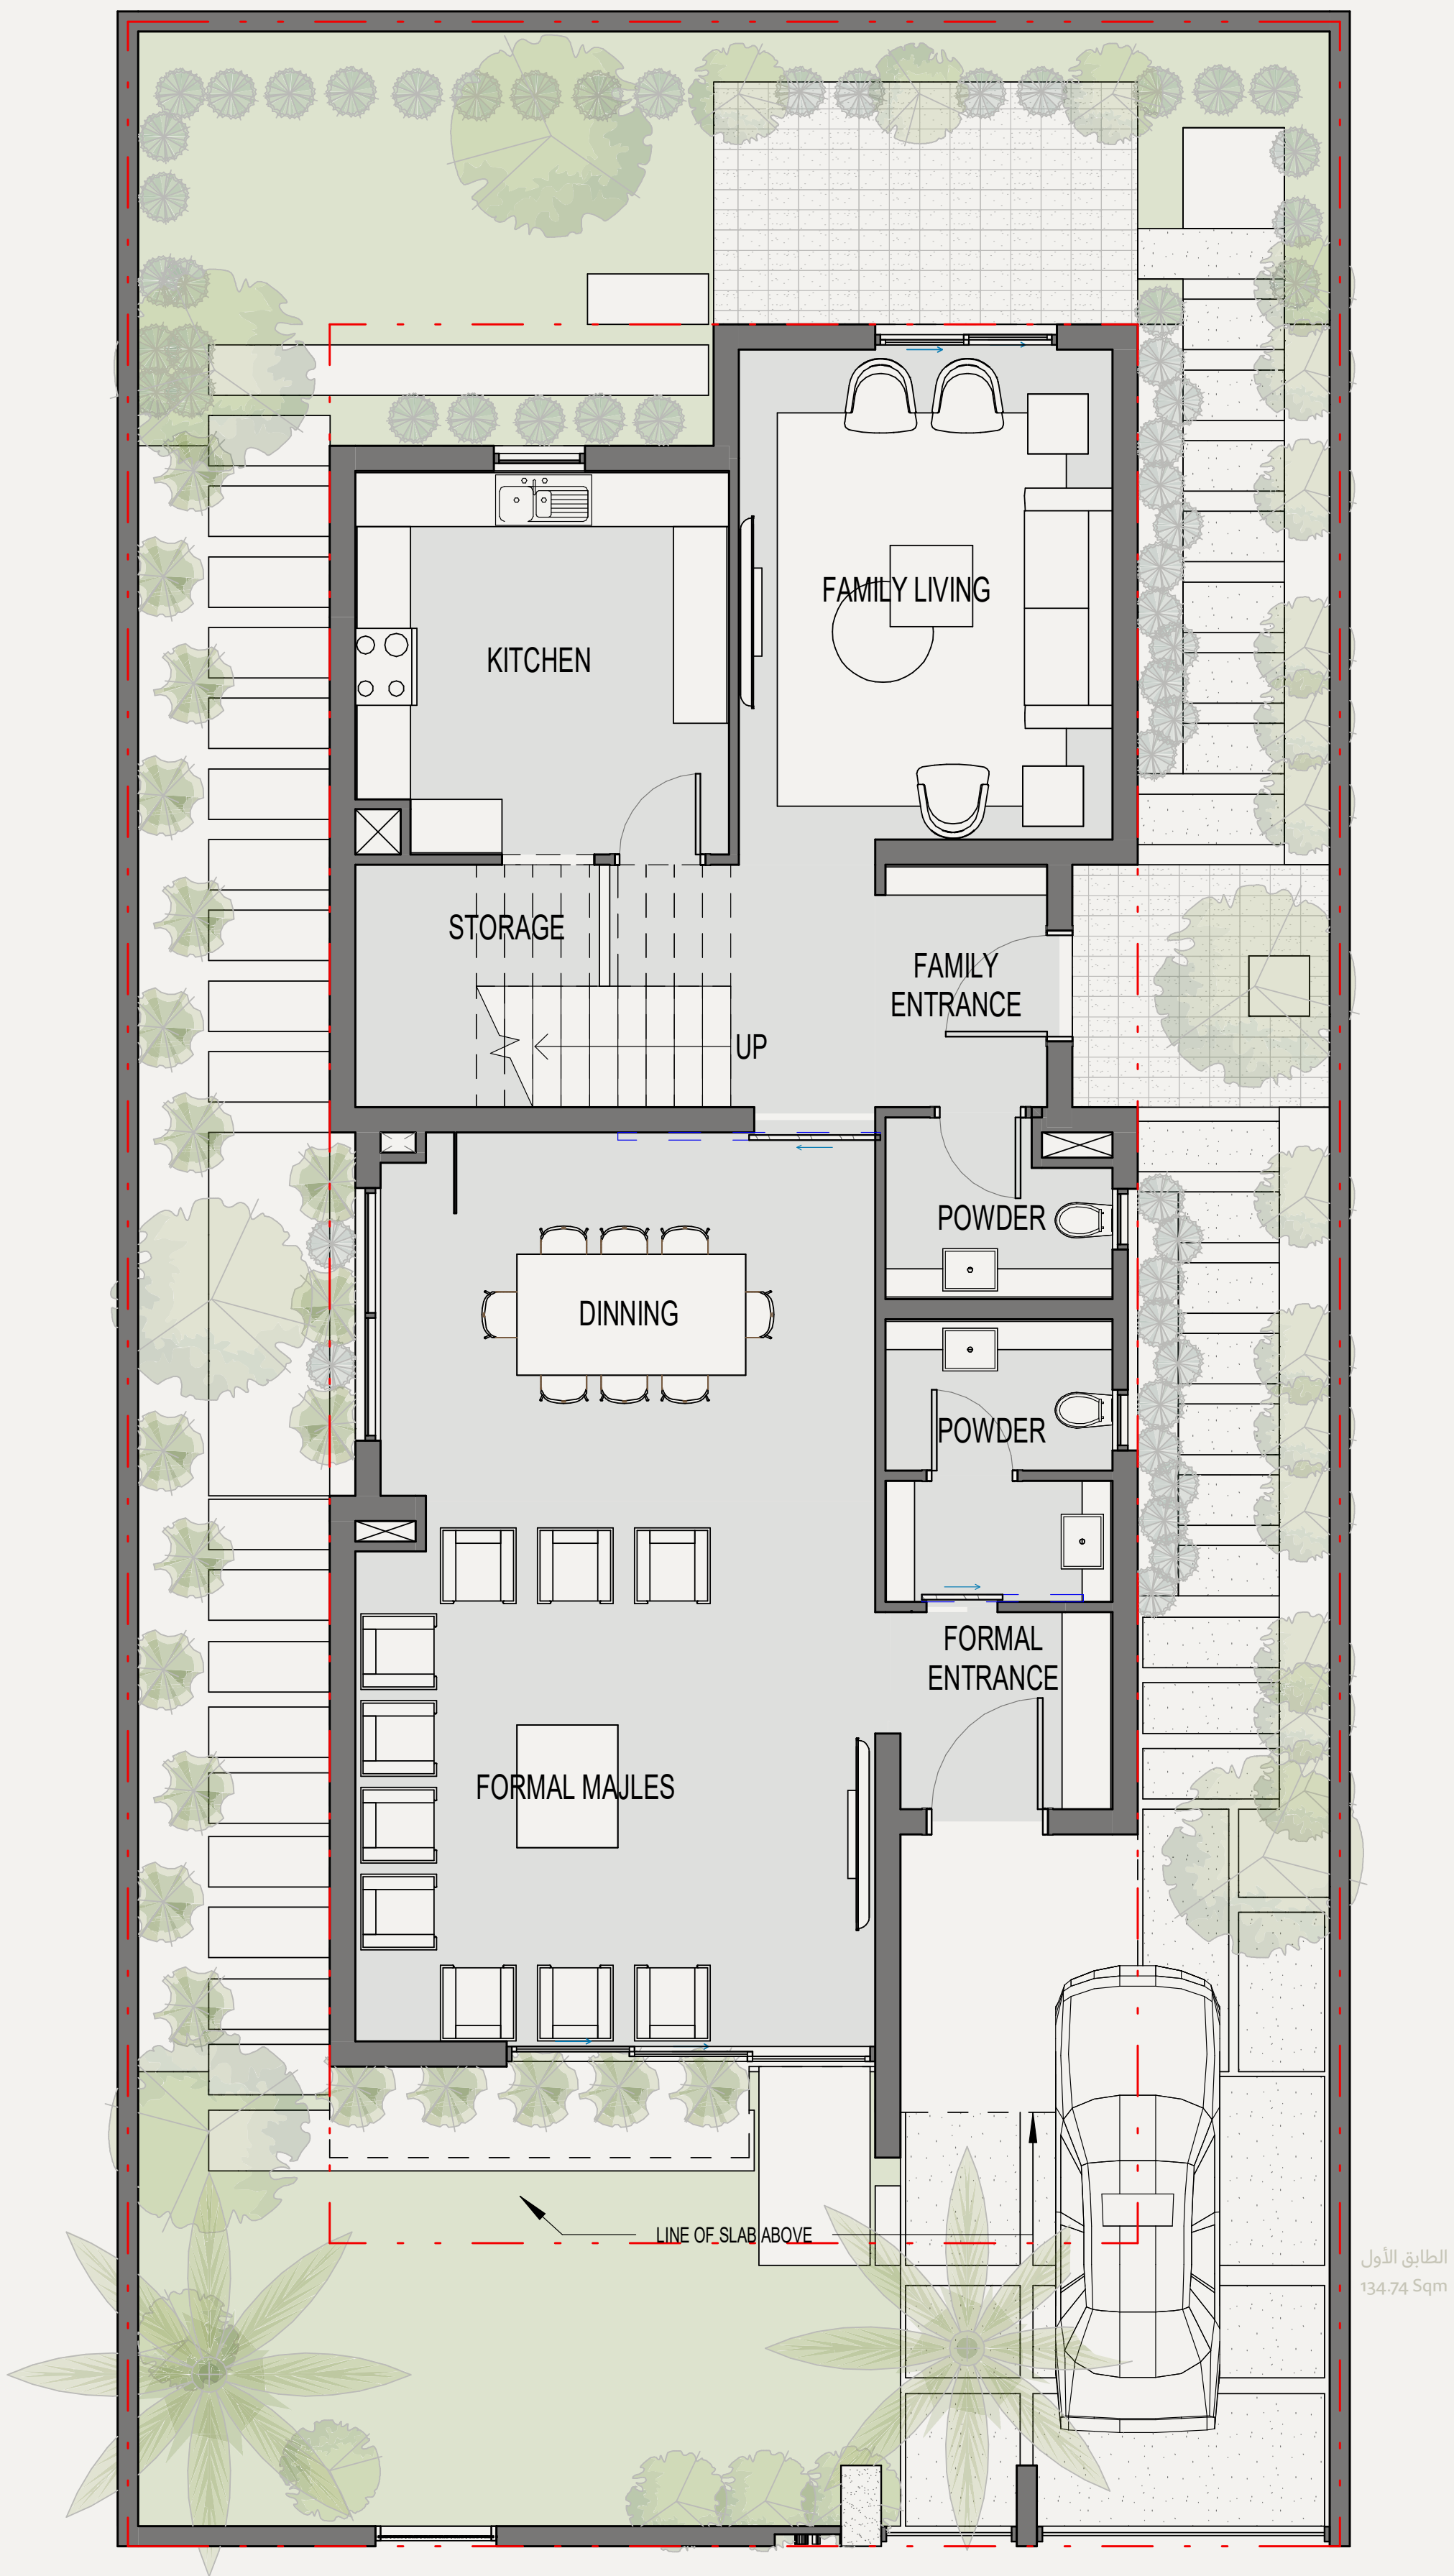 FAMILY LIVING
KITCHEN
STORAGE
FAMILY
ENTRANCE
UP
POWDER
DINNING
POWDER
FORMAL
ENTRANCE
FORMAL MAJLES
LINE OF SLAB ABOVE
الطابق الأول
134.74 Sqm